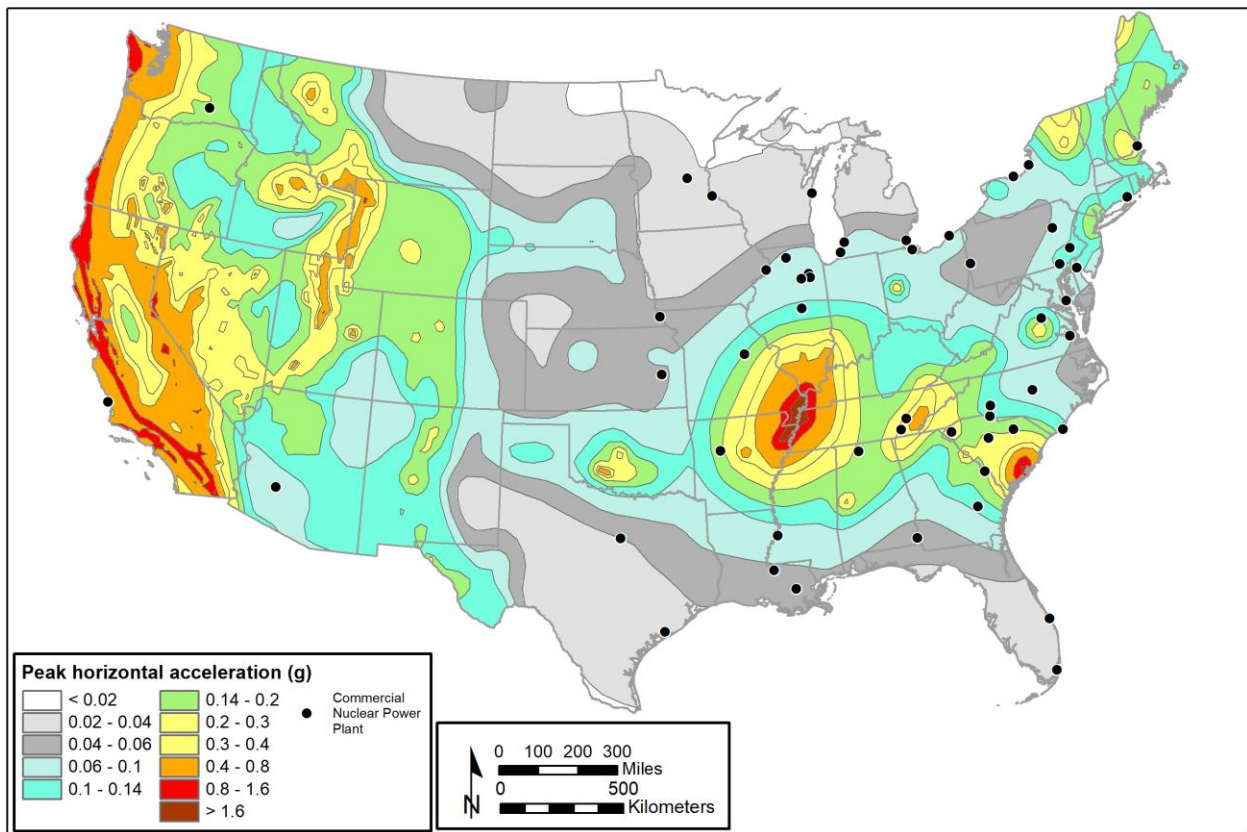 Peak horizontal acceleration (g)
< 0.02
0.02 - 0.04
0.04 - 0.06
0.06 - 0.1
0.1 - 0.14
0.14 - 0.2
0.2 - 0.3
0.3 - 0.4
0.4 - 0.8
0.8 - 1.6
> 1.6
Commercial
Nuclear Power
Plant
N
0 100 200 300
Miles
0 500
Kilometers